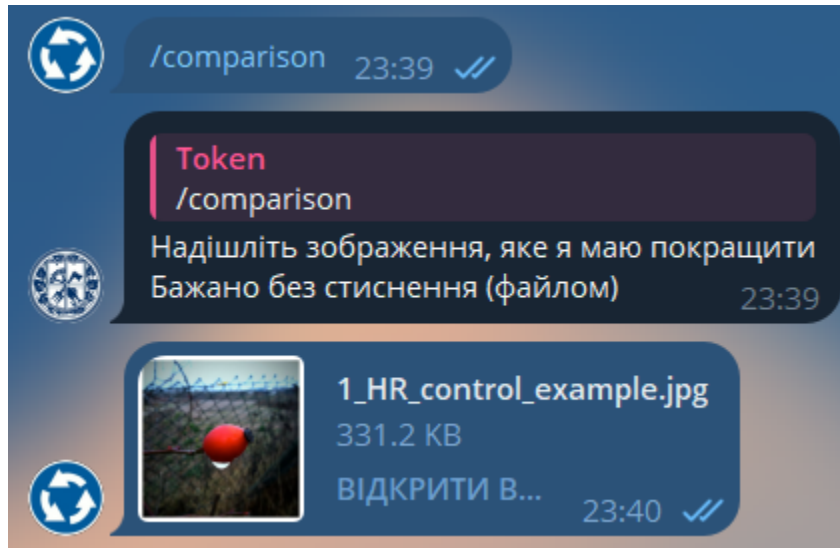 /comparison 23:39
Token
/comparison
Надішліть зображення, яке я маю покращити
Бажано без стиснення (файлом) 23:39
1_HR_control_example.jpg
331.2 KB
ВІДКРИТИ В... 23:40